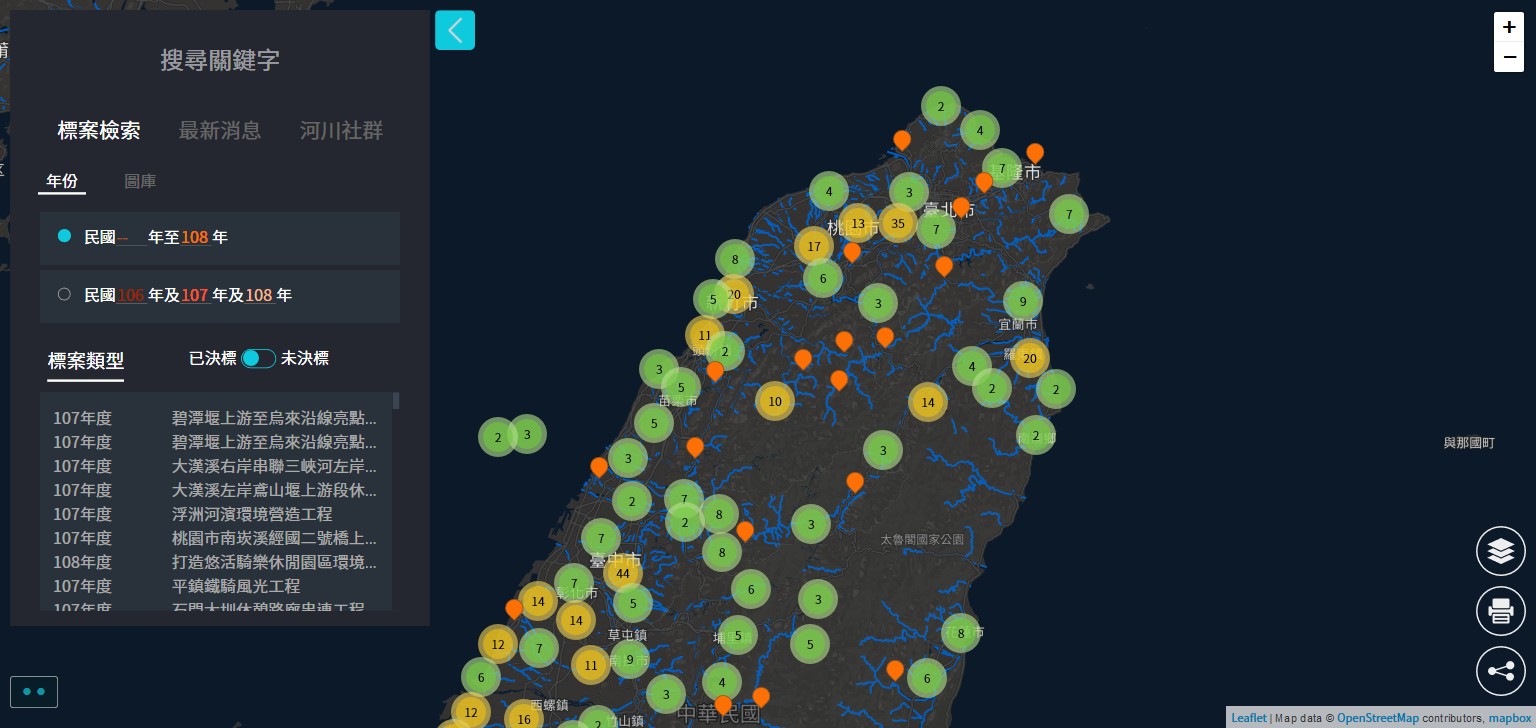 搜尋關鍵字
標案檢索 最新消息 河川社群
年份 圖庫
民國-- 年至108 年
民國106 年及107 年及108 年
標案類型 已決標 未決標
107年度 碧潭堰上游至烏來沿線亮點...
107年度 碧潭堰上游至烏來沿線亮點...
107年度 大漢溪右岸串聯三峽河左岸...
107年度 大漢溪左岸鳶山堰上游段休...
107年度 浮洲河濱環境營造工程
107年度 桃園市南崁溪經國二號橋上...
108年度 打造悠活騎樂休閒園區環境...
107年度 平鎮鐵騎風光工程
107年度 石門大圳休憩路廊串連工程
+
−
2
4
7
基隆市
4
3
7
臺北市
13
35
桃園市
7
17
8
6
20
5
竹市
3
9
宜蘭市
11
2
羅
20
3
4
5
2
2
苗栗市
10
14
5
2
3
2
3
3
與那國町
2
7
8
2
3
7
8
太魯閣國家公園
臺中市
44
7
彰化市
6
3
14
5
14
草屯鎮
5
8
12
7
5
11
9
6
4
6
3
西螺鎮
12
16
2
竹山鎮
中華民國
Leaflet | Map data © OpenStreetMap contributors, mapbox